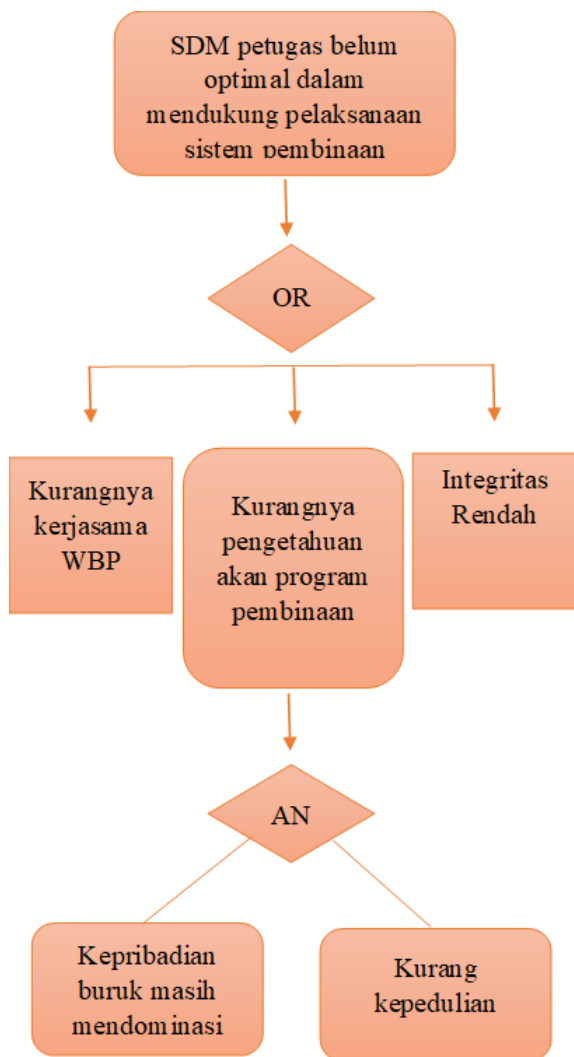 SDM petugas belum
optimal dalam
mendukung pelaksanaan
sistem pembinaan
OR
Kurangnya
kerjasama
WBP
Kurangnya
pengetahuan
akan program
pembinaan
Integritas
Rendah
AN
Kepribadian
buruk masih
mendominasi
Kurang
kepedulian